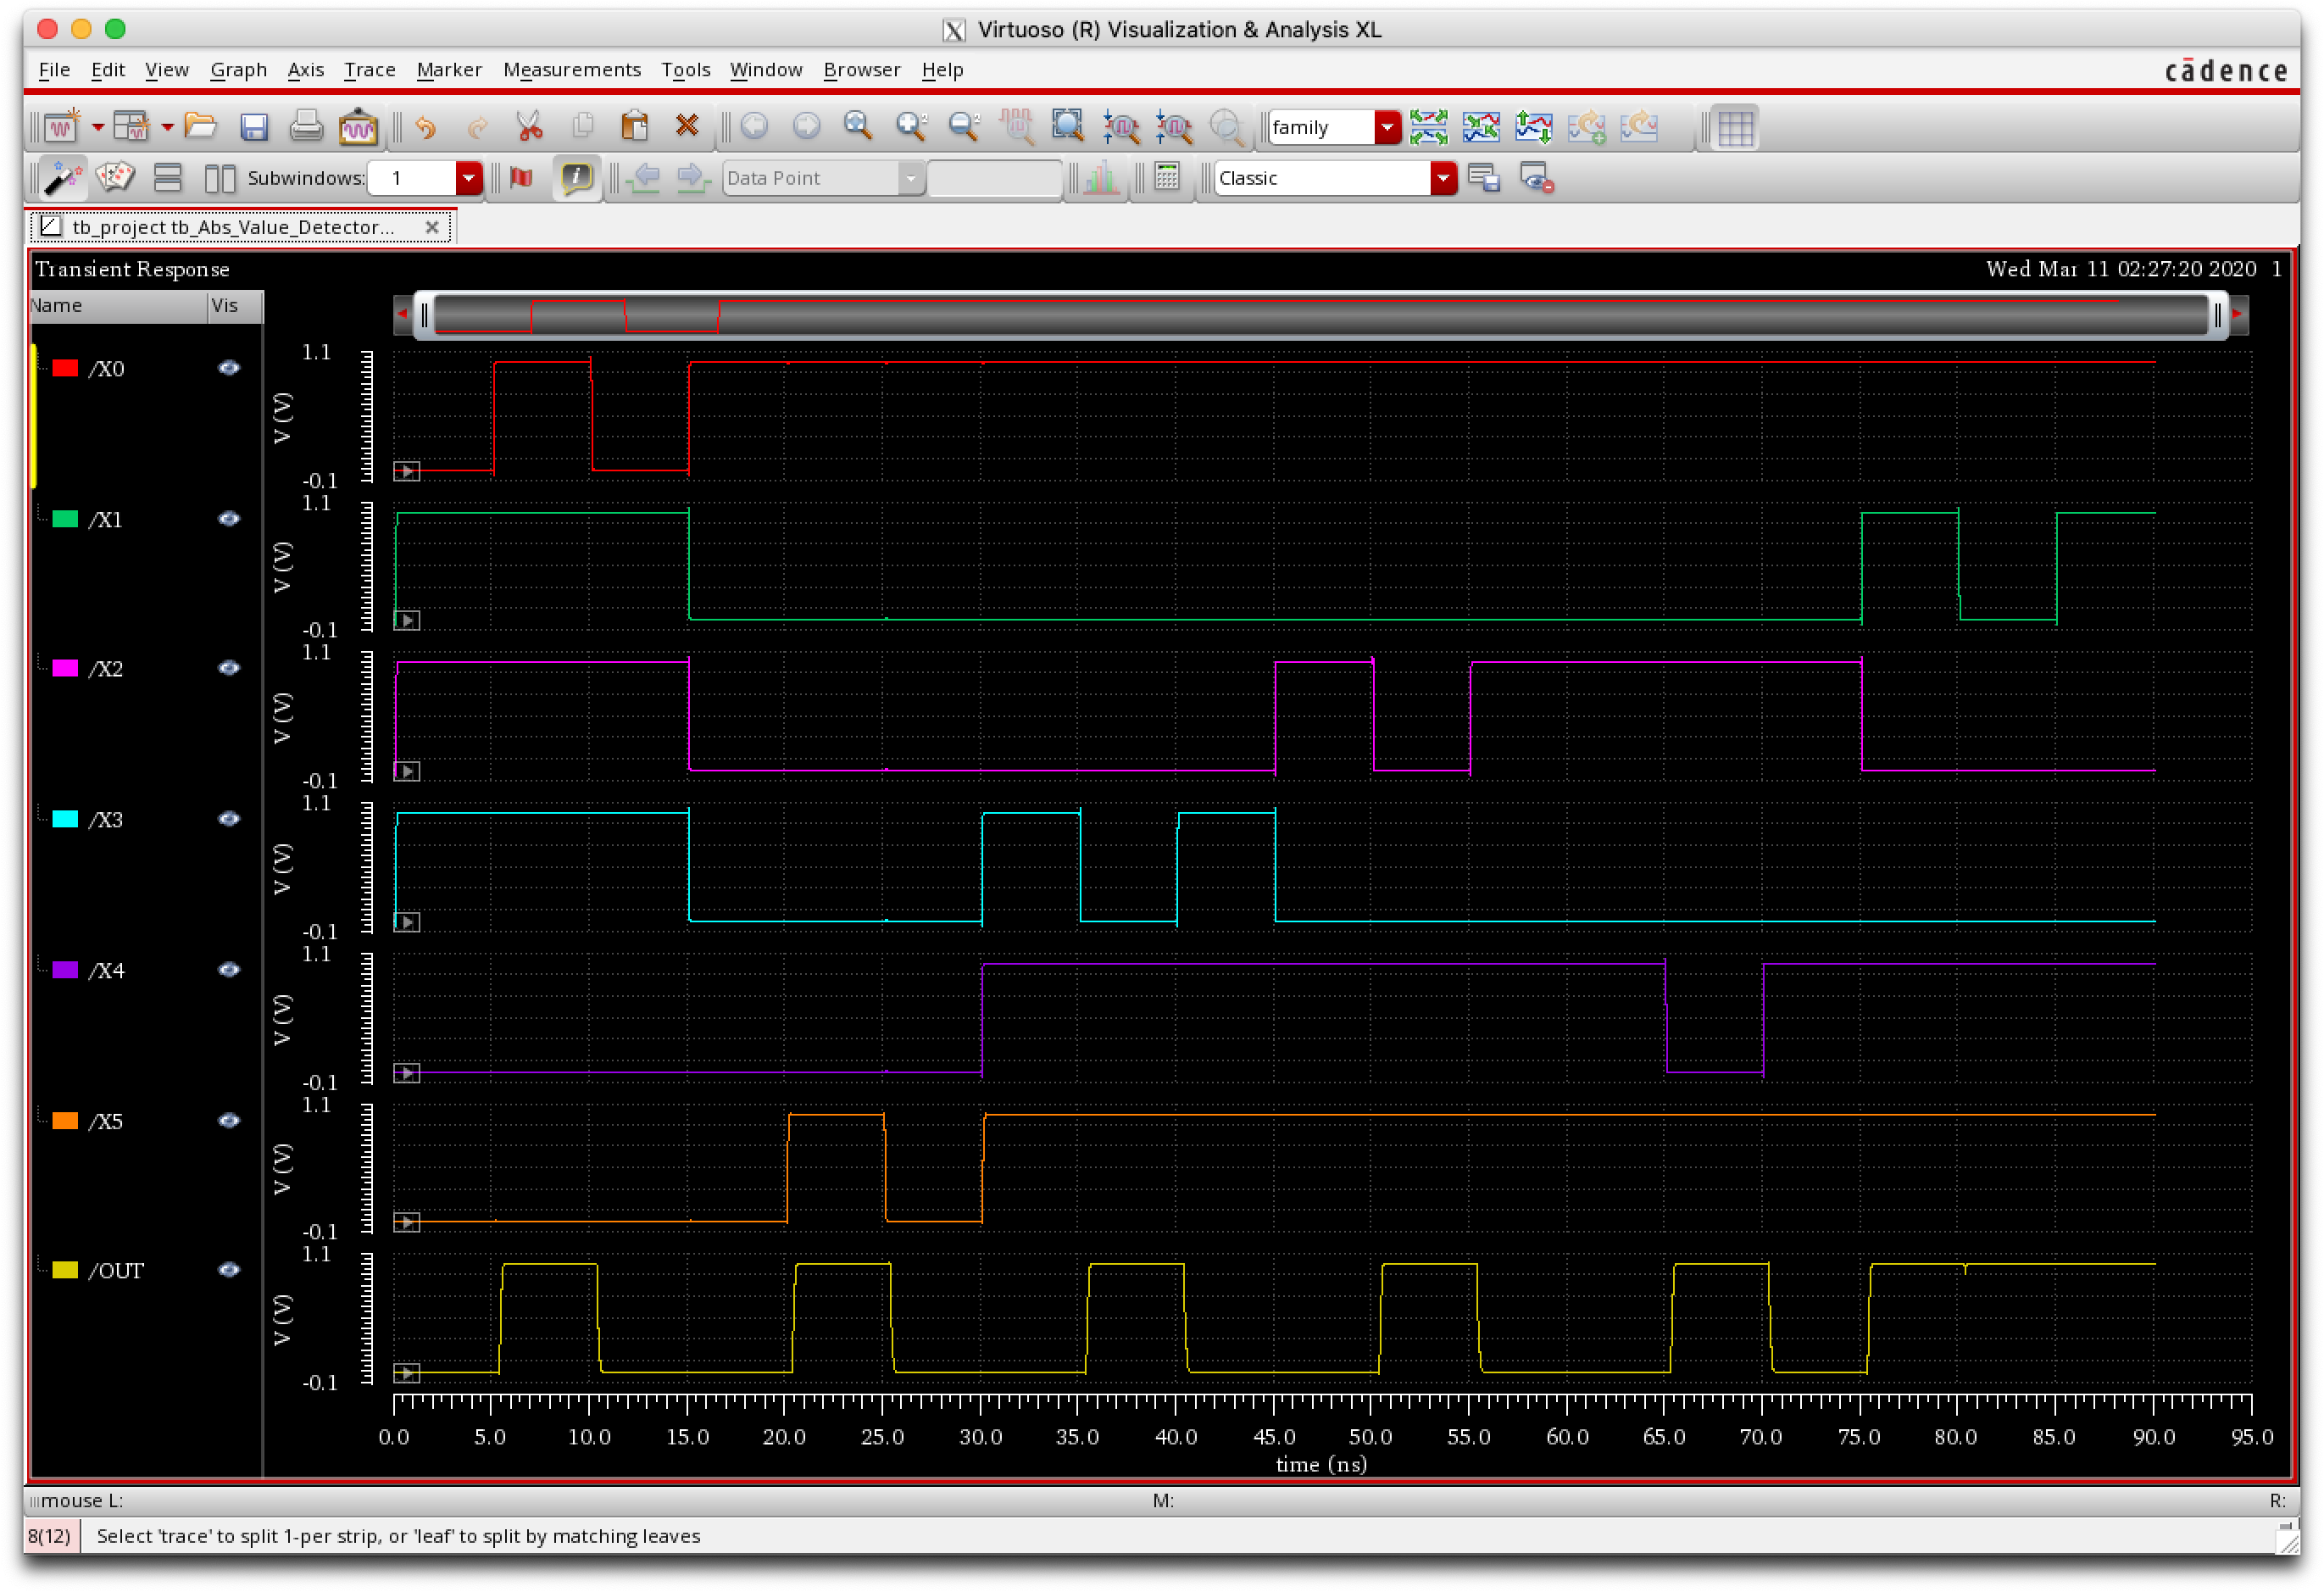 Virtuoso (R) Visualization & Analysis XL
File Edit View Graph Axis Trace Marker Measurements Tools Window Browser Help
cādence
family
Subwindows: 1
Data Point
Classic
tb_project tb_Abs_Value_Detector...
Transient Response
Wed Mar 11 02:27:20 2020 1
Name Vis
/X0
1.1
V (V)
-0.1
/X1
1.1
V (V)
-0.1
/X2
1.1
V (V)
-0.1
/X3
1.1
V (V)
-0.1
/X4
1.1
V (V)
-0.1
/X5
1.1
V (V)
-0.1
/OUT
1.1
V (V)
-0.1
0.0 5.0 10.0 15.0 20.0 25.0 30.0 35.0 40.0 45.0 50.0 55.0 60.0 65.0 70.0 75.0 80.0 85.0 90.0 95.0
time (ns)
mouse L: M: R:
8(12) Select 'trace' to split 1-per strip, or 'leaf' to split by matching leaves